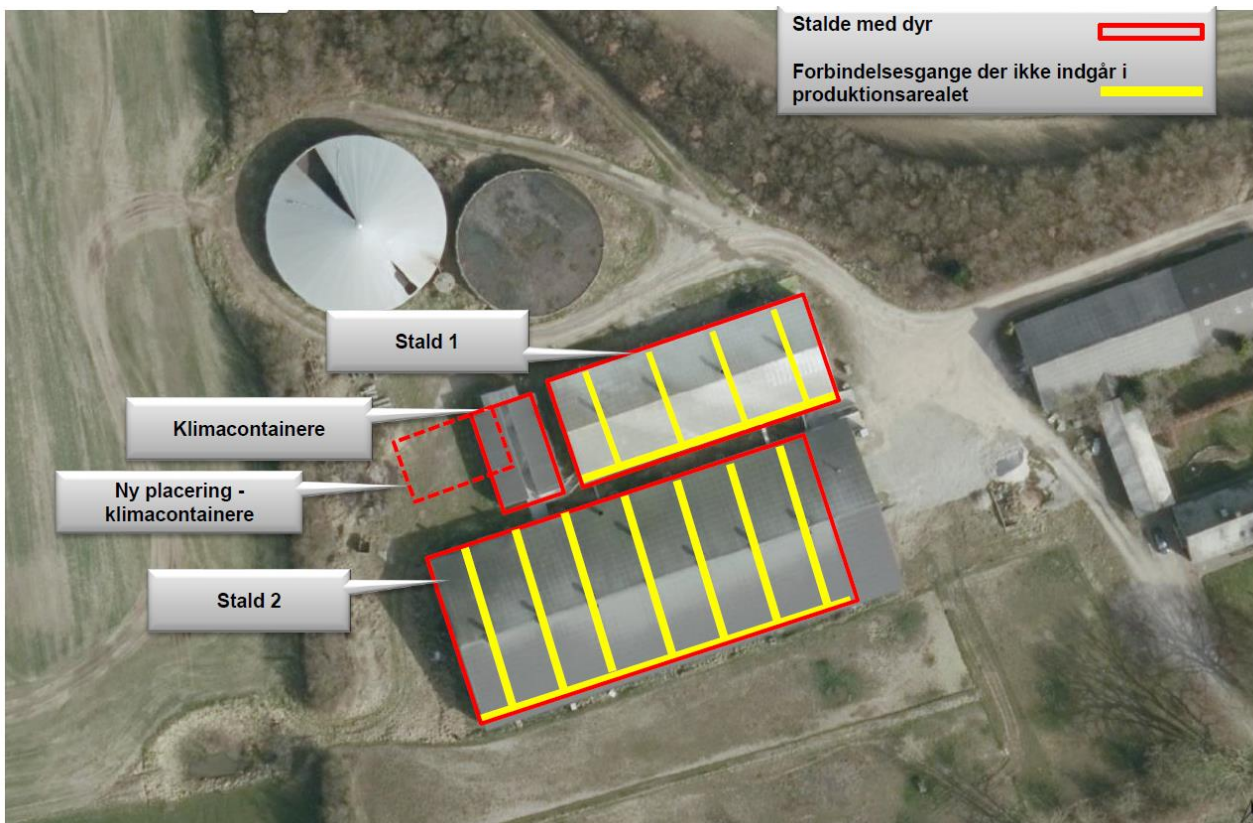 Stalde med dyr
Forbindelsesgange der ikke indgår i
produktionsarealet
Stald 1
Klimacontainere
Ny placering -
klimacontainere
Stald 2